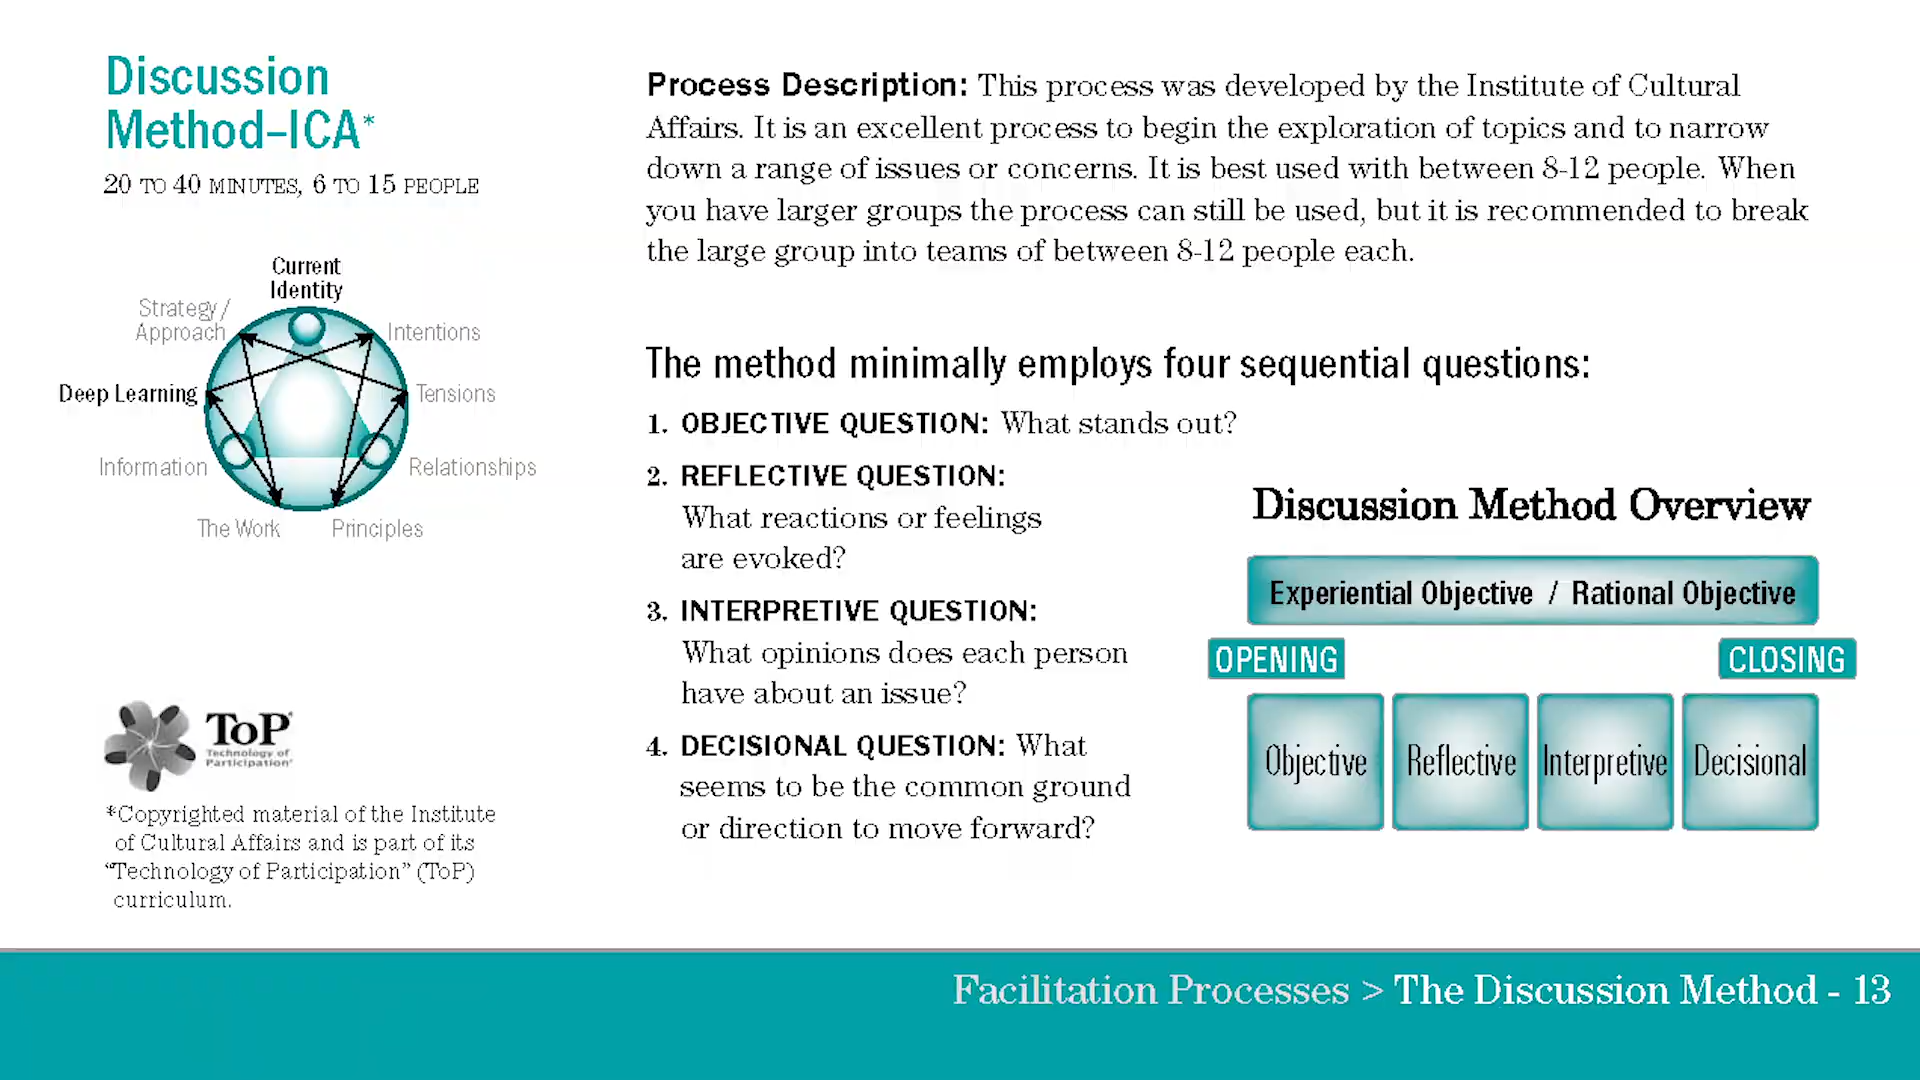 Discussion
Method–ICA*
20 TO 40 MINUTES, 6 TO 15 PEOPLE
Current
Identity
Strategy/
Approach
Intentions
Deep Learning
Tensions
Information
Relationships
The Work
Principles
ToP®
Technology of
Participation®
*Copyrighted material of the Institute
of Cultural Affairs and is part of its
“Technology of Participation” (ToP)
curriculum.
Process Description: This process was developed by the Institute of Cultural
Affairs. It is an excellent process to begin the exploration of topics and to narrow
down a range of issues or concerns. It is best used with between 8-12 people. When
you have larger groups the process can still be used, but it is recommended to break
the large group into teams of between 8-12 people each.
The method minimally employs four sequential questions:
1. OBJECTIVE QUESTION: What stands out?
2. REFLECTIVE QUESTION:
What reactions or feelings
are evoked?
3. INTERPRETIVE QUESTION:
What opinions does each person
have about an issue?
4. DECISIONAL QUESTION: What
seems to be the common ground
or direction to move forward?
Discussion Method Overview
Experiential Objective / Rational Objective
OPENING
CLOSING
Objective
Reflective
Interpretive
Decisional
Facilitation Processes > The Discussion Method - 13